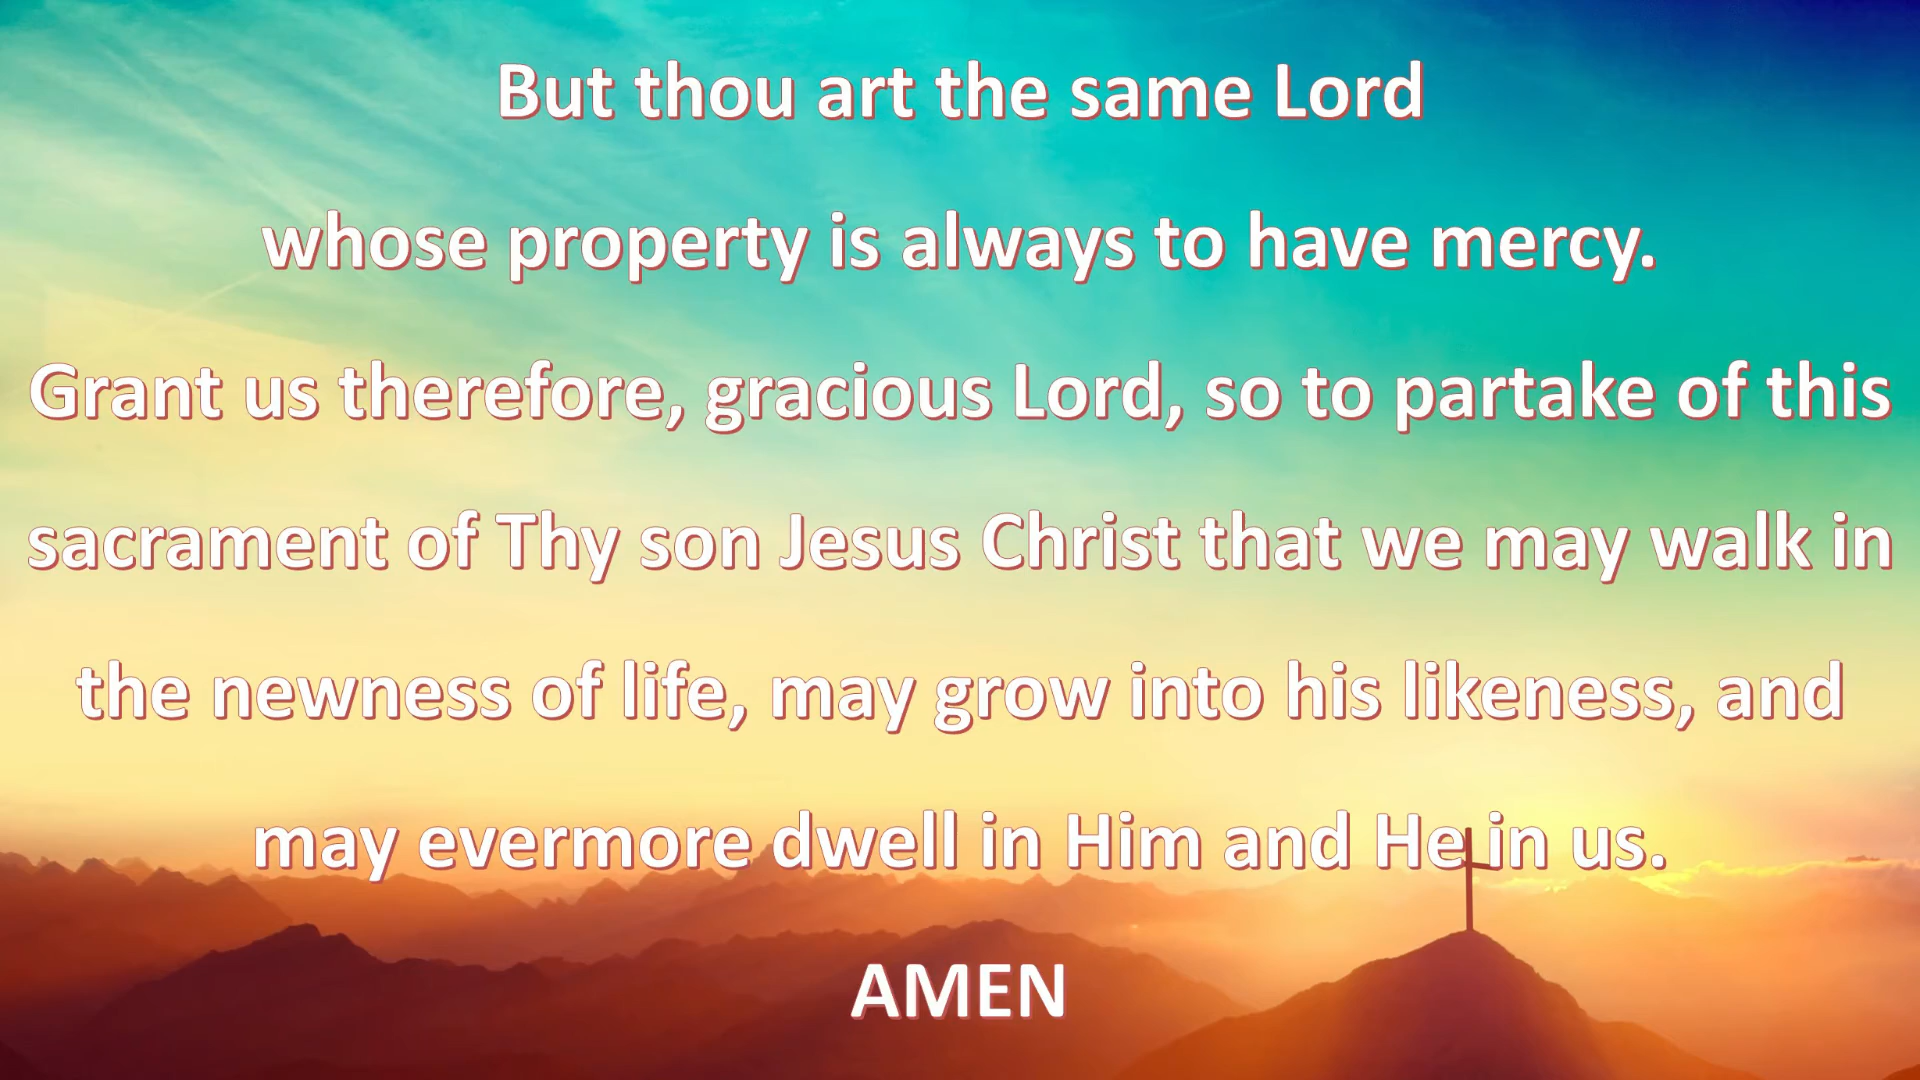 But thou art the same Lord
whose property is always to have mercy.
Grant us therefore, gracious Lord, so to partake of this
sacrament of Thy son Jesus Christ that we may walk in
the newness of life, may grow into his likeness, and
may evermore dwell in Him and He in us.
AMEN